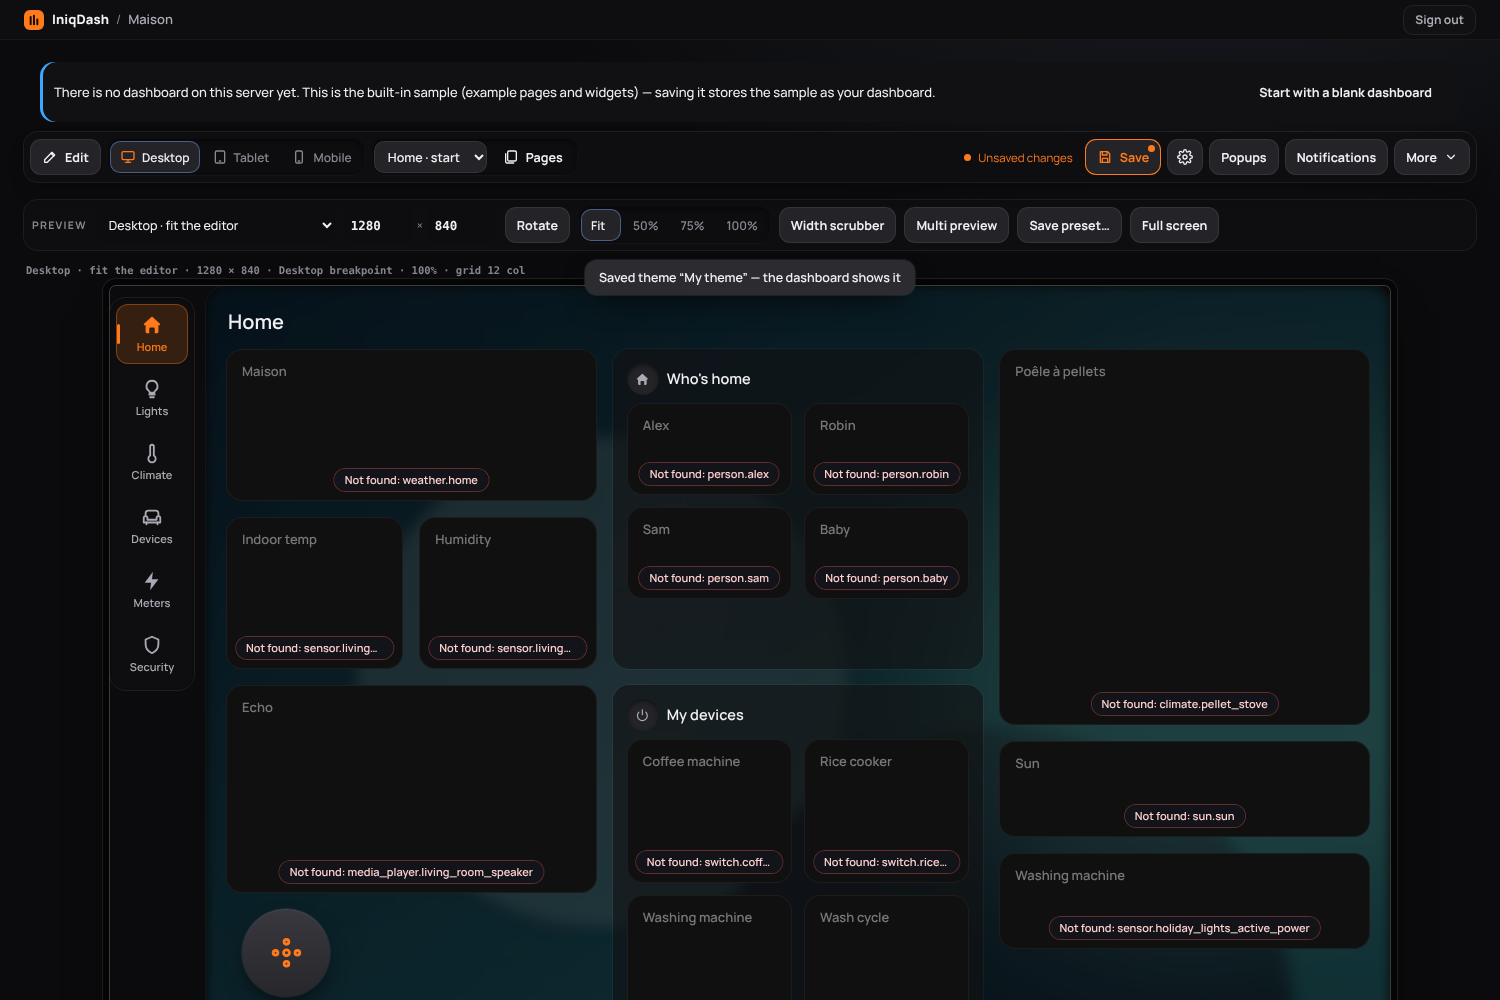 IniqDash / Maison
Sign out
There is no dashboard on this server yet. This is the built-in sample (example pages and widgets) — saving it stores the sample as your dashboard.
Start with a blank dashboard
Edit
Desktop
Tablet
Mobile
Home · start
Pages
Unsaved changes
Save
Popups
Notifications
More
PREVIEW
Desktop · fit the editor
1280 × 840
Rotate
Fit
50%
75%
100%
Width scrubber
Multi preview
Save preset…
Full screen
Desktop · fit the editor · 1280 × 840 · Desktop breakpoint · 100% · grid 12 col
Saved theme “My theme” — the dashboard shows it
Home
Lights
Climate
Devices
Meters
Security
Home
Maison
Not found: weather.home
Indoor temp
Not found: sensor.living…
Humidity
Not found: sensor.living…
Echo
Not found: media_player.living_room_speaker
Who's home
Alex
Not found: person.alex
Robin
Not found: person.robin
Sam
Not found: person.sam
Baby
Not found: person.baby
My devices
Coffee machine
Not found: switch.coff…
Rice cooker
Not found: switch.rice…
Washing machine
Wash cycle
Poêle à pellets
Not found: climate.pellet_stove
Sun
Not found: sun.sun
Washing machine
Not found: sensor.holiday_lights_active_power